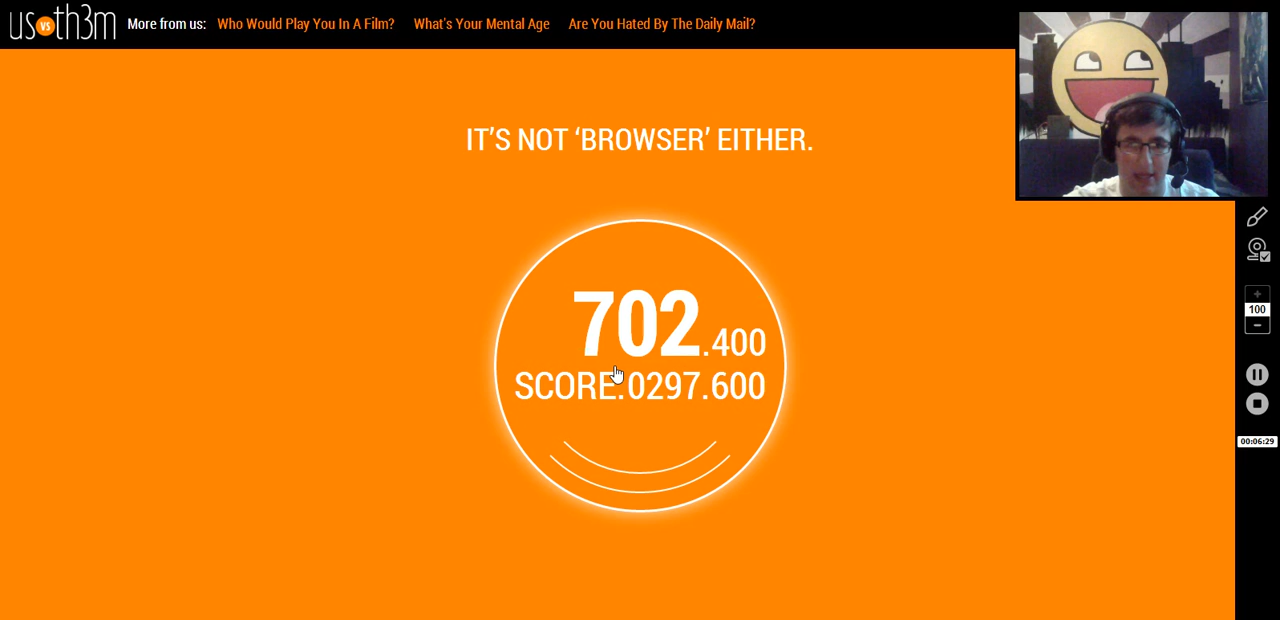 us vs th3m
More from us: Who Would Play You In A Film? What's Your Mental Age Are You Hated By The Daily Mail?
IT'S NOT ‘BROWSER’ EITHER.
702.400
SCORE:0297.600
+
100
−
00:06:29